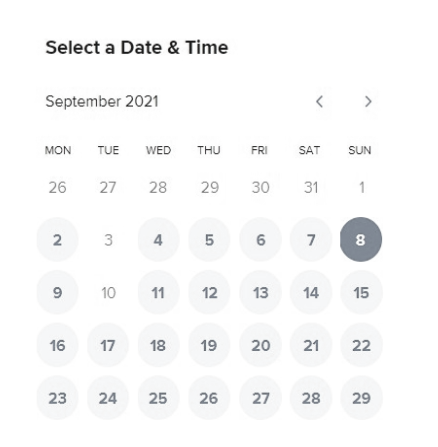 Select a Date & Time
September 2021
MON TUE WED THU FRI SAT SUN
26 27 28 29 30 31 1
2 3 4 5 6 7 8
9 10 11 12 13 14 15
16 17 18 19 20 21 22
23 24 25 26 27 28 29